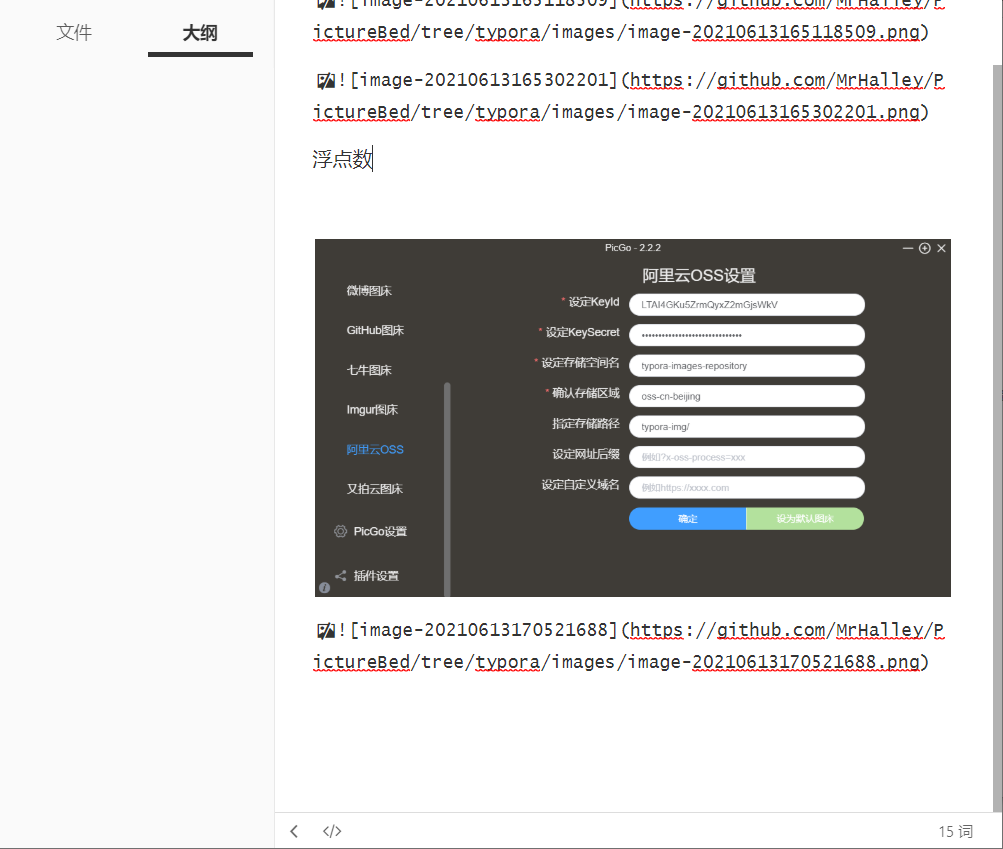 文件
大纲
![image-20210613165118509](https://github.com/MrHalley/P
ictureBed/tree/typora/images/image-20210613165118509.png)
![image-20210613165302201](https://github.com/MrHalley/P
ictureBed/tree/typora/images/image-20210613165302201.png)
浮点数
PicGo - 2.2.2
阿里云OSS设置
微博图床
GitHub图床
七牛图床
Imgur图床
阿里云OSS
又拍云图床
PicGo设置
插件设置
* 设定KeyId
LTAI4GKu5ZrmQyxZ2mGjsWkV
* 设定KeySecret
••••••••••••••••••••••••••••••
* 设定存储空间名
typora-images-repository
* 确认存储区域
oss-cn-beijing
指定存储路径
typora-img/
设定网址后缀
例如?x-oss-process=xxx
设定自定义域名
例如https://xxxx.com
确定
设为默认图床
![image-20210613170521688](https://github.com/MrHalley/P
ictureBed/tree/typora/images/image-20210613170521688.png)
15 词